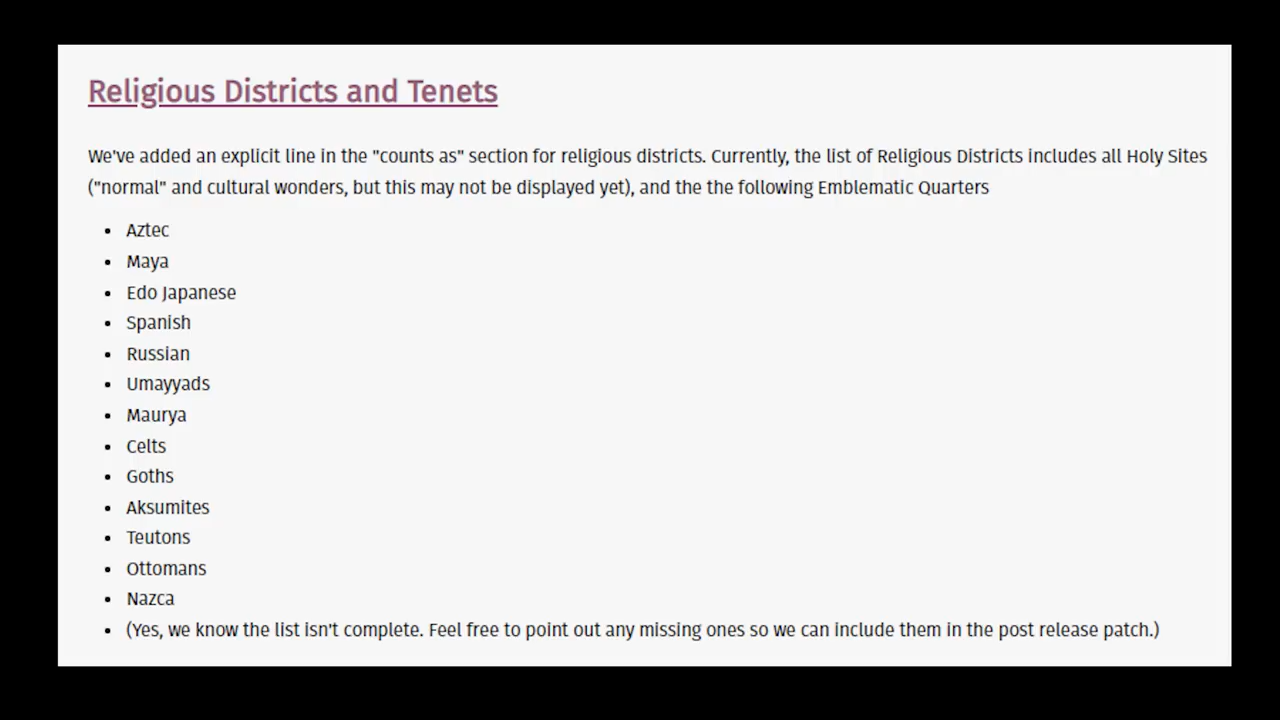 Religious Districts and Tenets
We've added an explicit line in the "counts as" section for religious districts. Currently, the list of Religious Districts includes all Holy Sites
("normal" and cultural wonders, but this may not be displayed yet), and the the following Emblematic Quarters
• Aztec
• Maya
• Edo Japanese
• Spanish
• Russian
• Umayyads
• Maurya
• Celts
• Goths
• Aksumites
• Teutons
• Ottomans
• Nazca
• (Yes, we know the list isn't complete. Feel free to point out any missing ones so we can include them in the post release patch.)